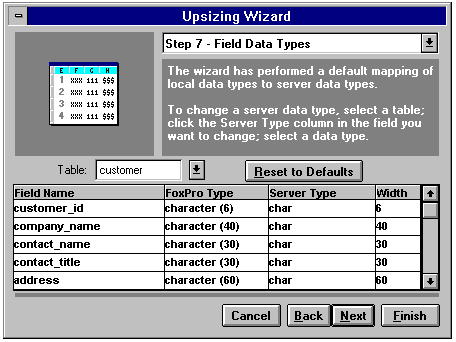 Upsizing Wizard
Step 7 - Field Data Types
E F G H
1 XXX 111 $$$
2 XXX 111 $$$
3 XXX 111 $$$
4 XXX 111 $$$
The wizard has performed a default mapping of
local data types to server data types.
To change a server data type, select a table;
click the Server Type column in the field you
want to change; select a data type.
Table: customer Reset to Defaults
Field Name FoxPro Type Server Type Width
customer_id character (6) char 6
company_name character (40) char 40
contact_name character (30) char 30
contact_title character (30) char 30
address character (60) char 60
Cancel Back Next Finish